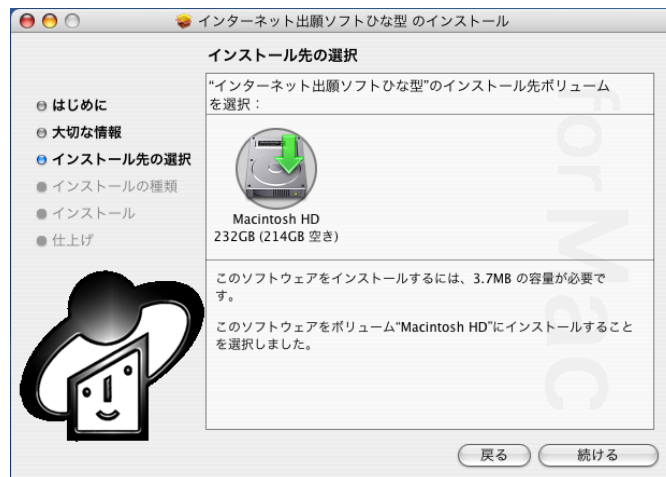 インターネット出願ソフトひな型 のインストール
インストール先の選択
はじめに
大切な情報
インストール先の選択
インストールの種類
インストール
仕上げ
“インターネット出願ソフトひな型”のインストール先ボリューム
を選択：
Macintosh HD
232GB (214GB 空き)
このソフトウェアをインストールするには、3.7MB の容量が必要で
す。
このソフトウェアをボリューム“Macintosh HD”にインストールすること
を選択しました。
for Mac
戻る
続ける